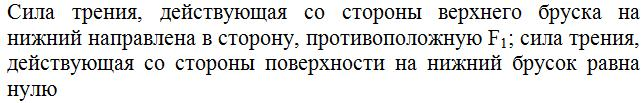 Сила трения, действующая со стороны верхнего бруска на
нижний направлена в сторону, противоположную F₁; сила трения,
действующая со стороны поверхности на нижний брусок равна
нулю